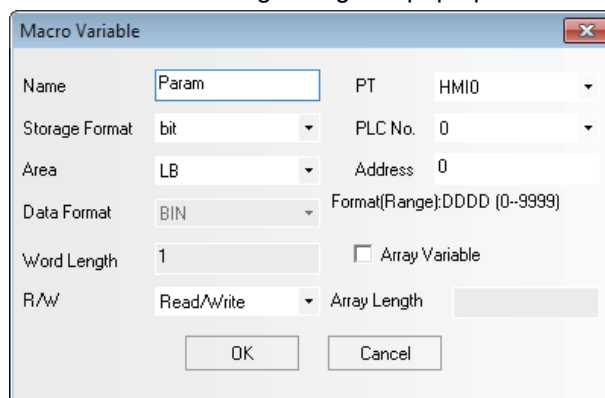 Macro Variable
Name Param PT HMI0
Storage Format bit PLC No. 0
Area LB Address 0
Data Format BIN Format(Range):DDDD (0--9999)
Word Length 1 Array Variable
R/W Read/Write Array Length
OK Cancel